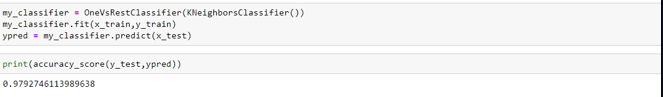 my_classifier = OneVsRestClassifier(KNeighborsClassifier())
my_classifier.fit(x_train,y_train)
ypred = my_classifier.predict(x_test)
print(accuracy_score(y_test,ypred))
0.9792746113989638